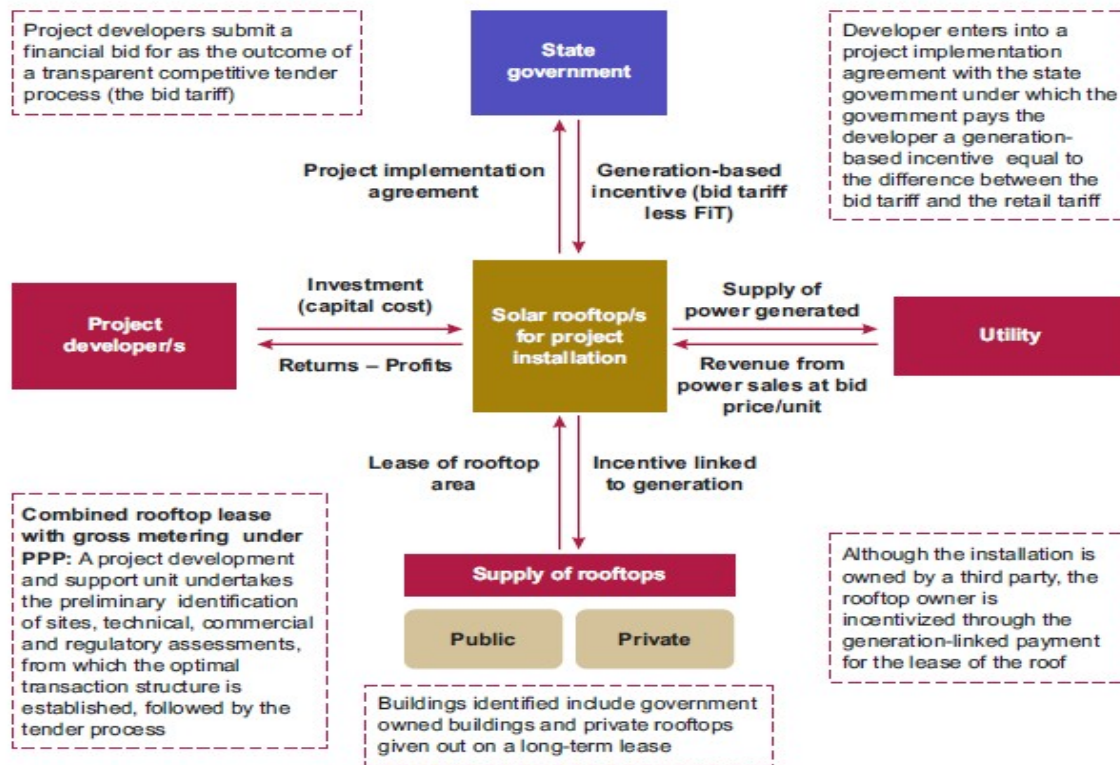 Project developers submit a
financial bid for as the outcome of
a transparent competitive tender
process (the bid tariff)
State
government
Developer enters into a
project implementation
agreement with the state
government under which the
government pays the
developer a generation-
based incentive equal to
the difference between the
bid tariff and the retail tariff
Project implementation
agreement
Generation-based
incentive (bid tariff
less FiT)
Project
developer/s
Investment
(capital cost)
Returns – Profits
Solar rooftop/s
for project
installation
Supply of
power generated
Revenue from
power sales at bid
price/unit
Utility
Lease of rooftop
area
Incentive linked
to generation
Combined rooftop lease
with gross metering under
PPP: A project development
and support unit undertakes
the preliminary identification
of sites, technical, commercial
and regulatory assessments,
from which the optimal
transaction structure is
established, followed by the
tender process
Supply of rooftops
Public
Private
Buildings identified include government
owned buildings and private rooftops
given out on a long-term lease
Although the installation is
owned by a third party, the
rooftop owner is
incentivized through the
generation-linked payment
for the lease of the roof